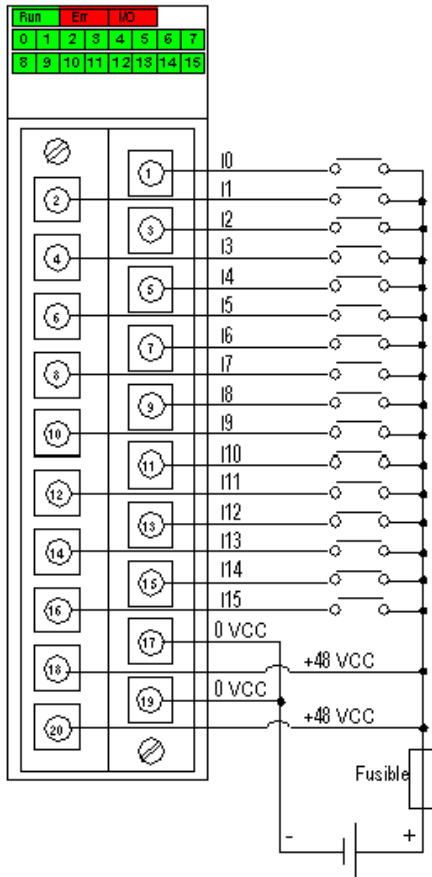 Run Err I/O
0 1 2 3 4 5 6 7
8 9 10 11 12 13 14 15
1 I0
2 I1
3 I2
4 I3
5 I4
6 I5
7 I6
8 I7
9 I8
10 I9
11 I10
12 I11
13 I12
14 I13
15 I14
16 I15
17 0 VCC
18 +48 VCC
19 0 VCC
20 +48 VCC
Fusible
- +